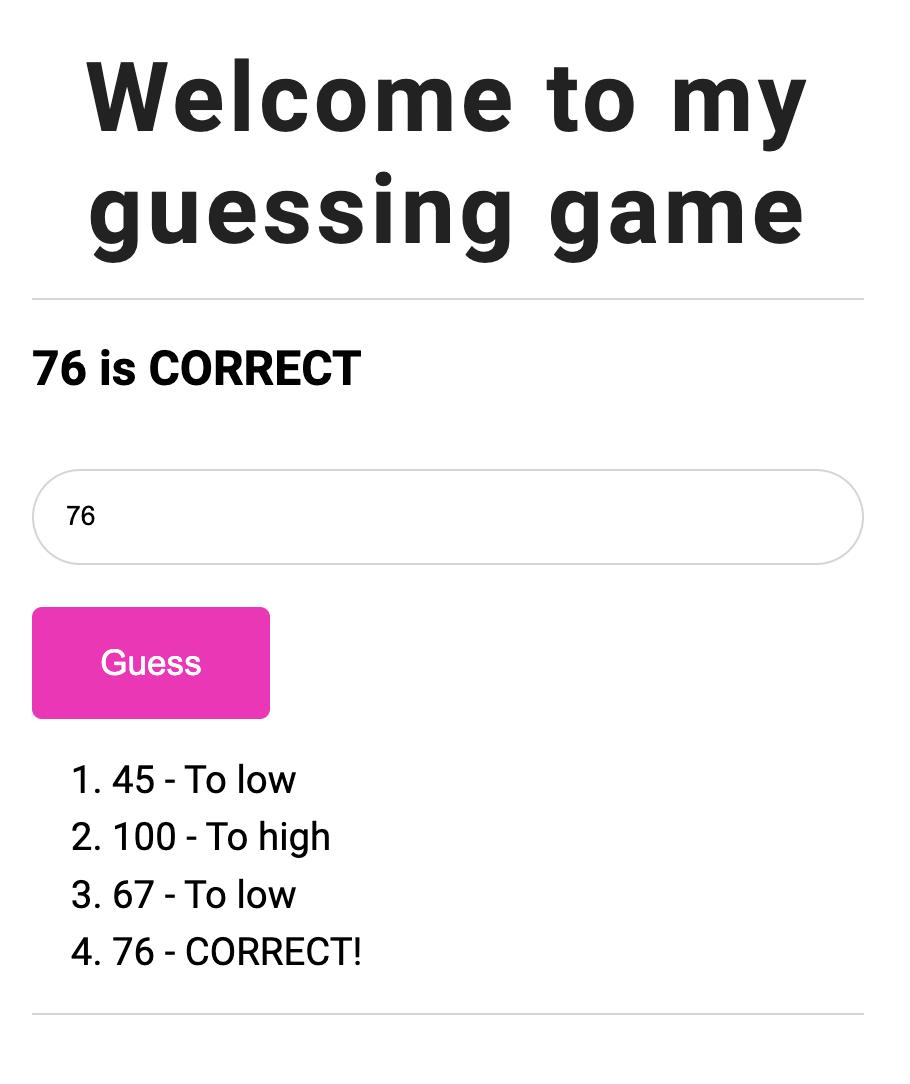 Welcome to my
guessing game
76 is CORRECT
76
Guess
1. 45 - To low
2. 100 - To high
3. 67 - To low
4. 76 - CORRECT!